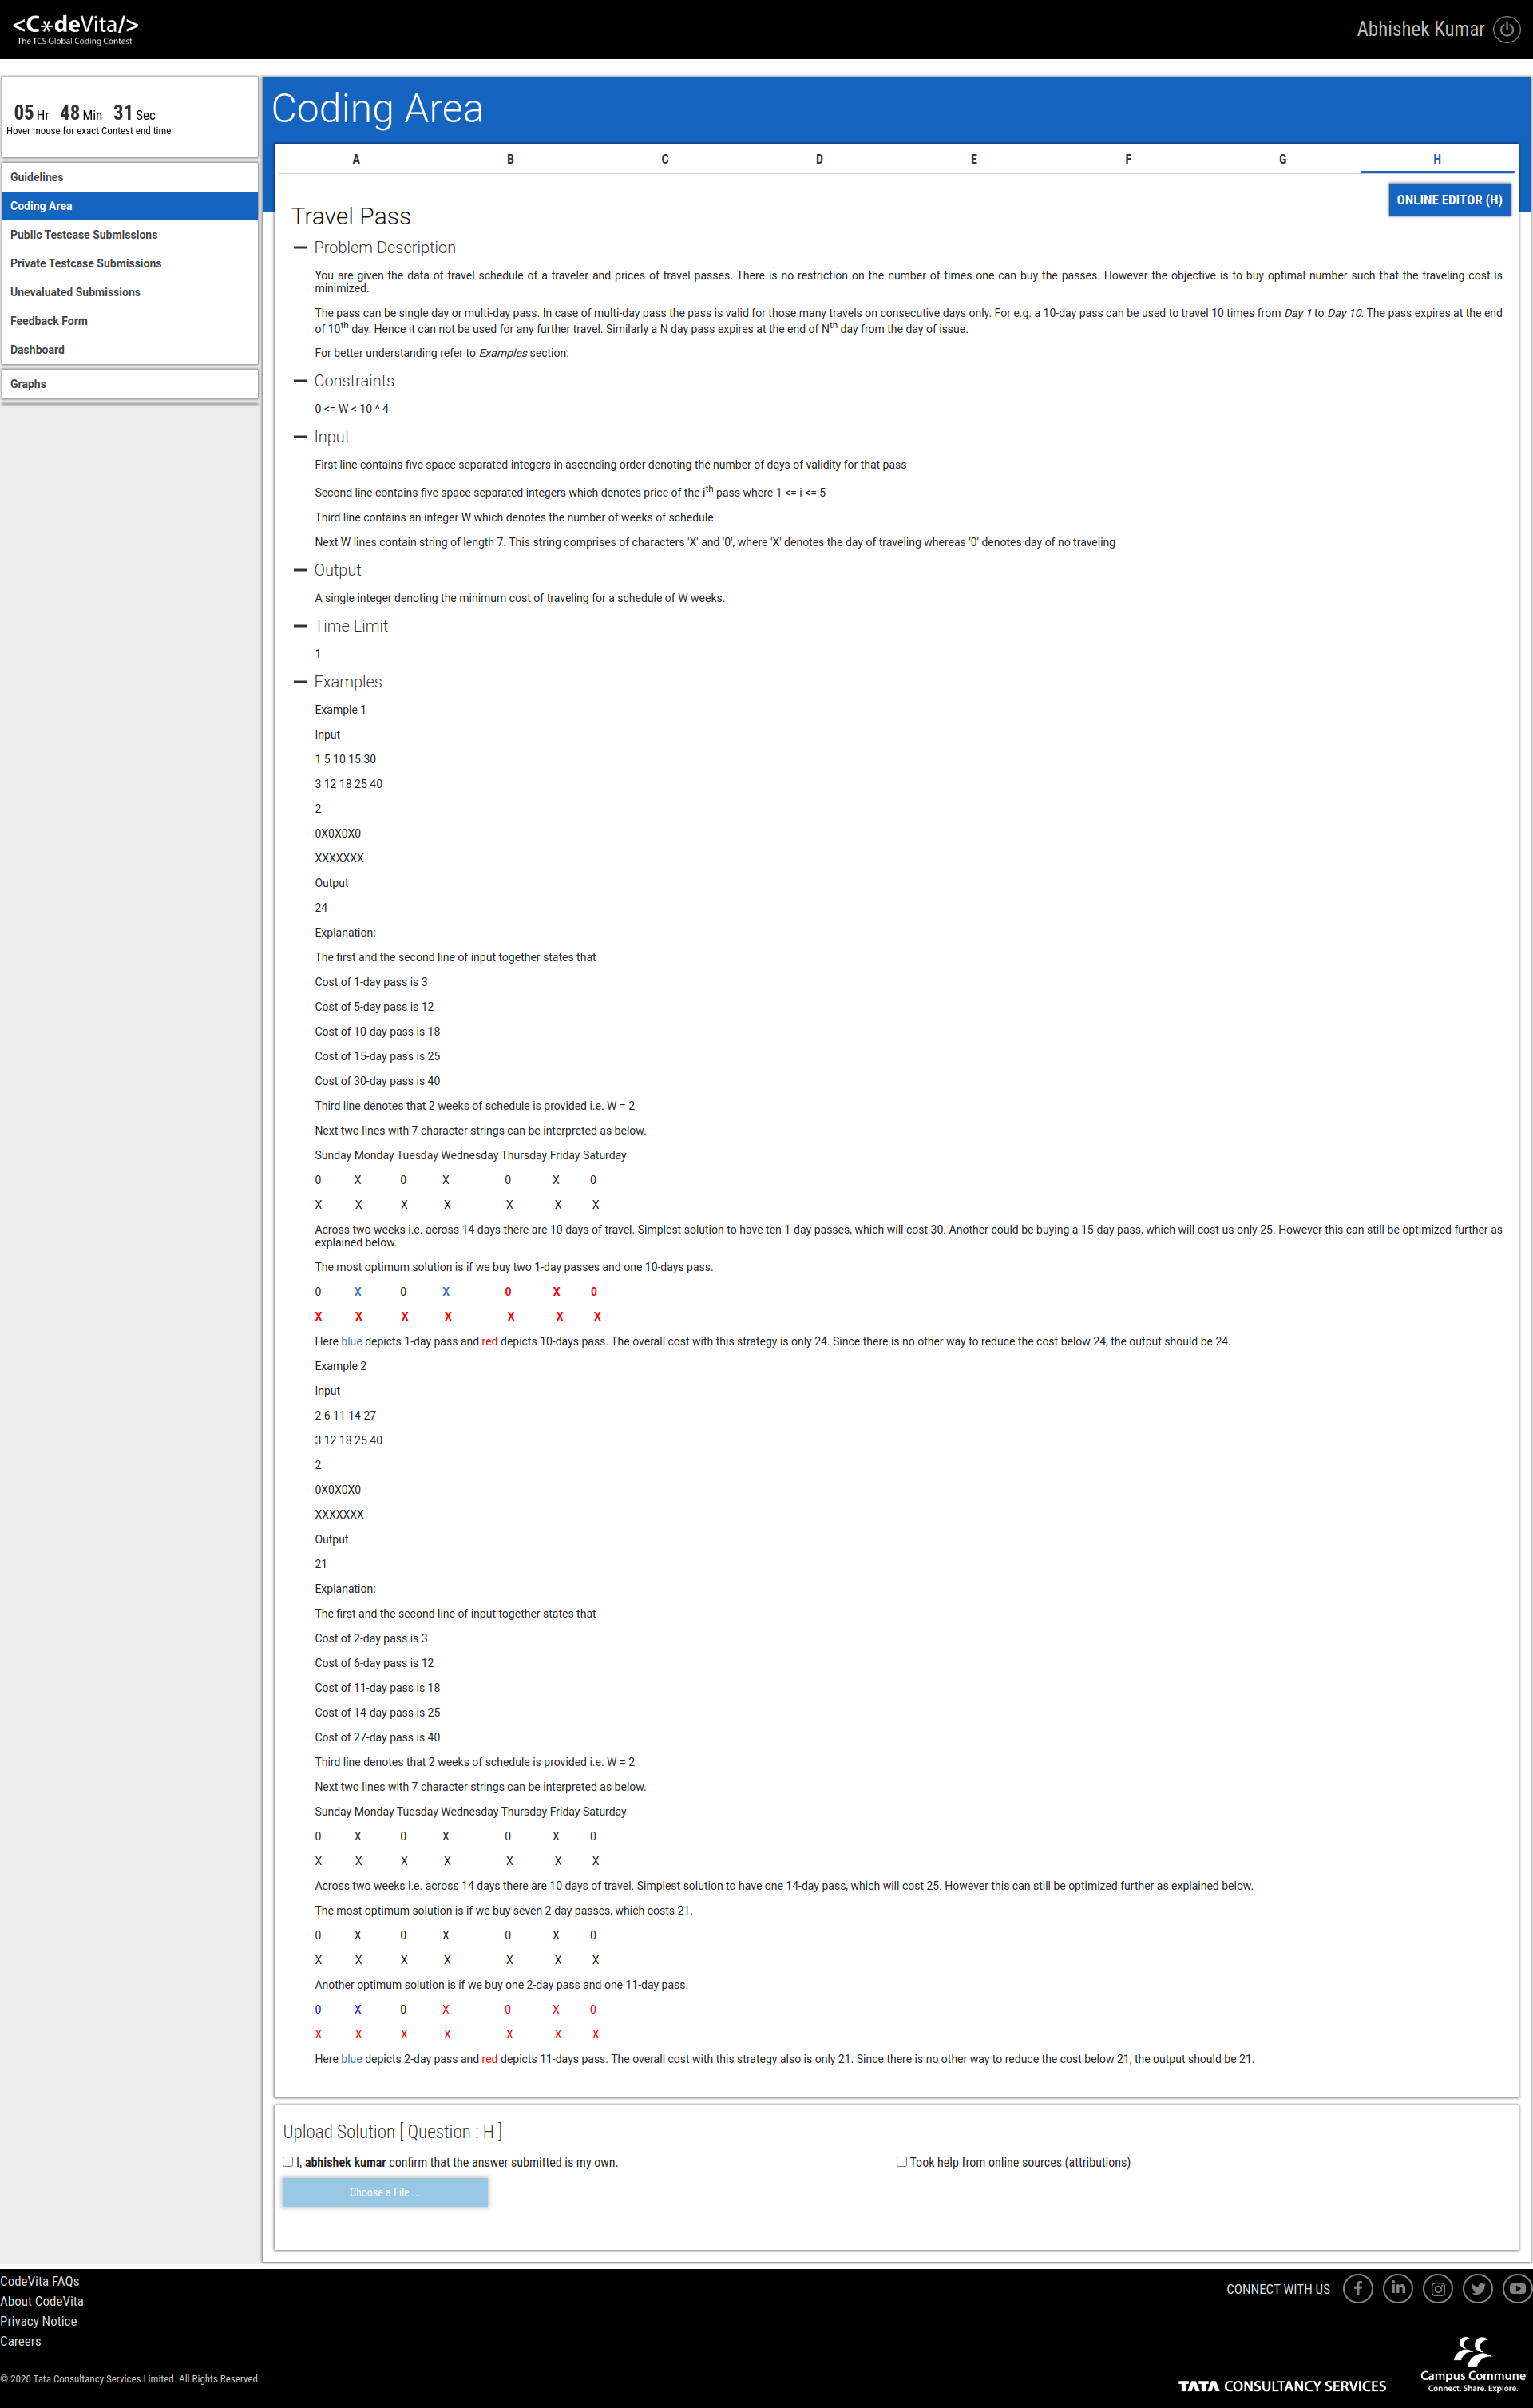 <C*deVita/>
The TCS Global Coding Contest
Abhishek Kumar
05 Hr 48 Min 31 Sec
Hover mouse for exact Contest end time
Guidelines
Coding Area
Public Testcase Submissions
Private Testcase Submissions
Unevaluated Submissions
Feedback Form
Dashboard
Graphs
Coding Area
A B C D E F G H
ONLINE EDITOR (H)
Travel Pass
Problem Description
You are given the data of travel schedule of a traveler and prices of travel passes. There is no restriction on the number of times one can buy the passes. However the objective is to buy optimal number such that the traveling cost is
minimized.
The pass can be single day or multi-day pass. In case of multi-day pass the pass is valid for those many travels on consecutive days only. For e.g. a 10-day pass can be used to travel 10 times from Day 1 to Day 10. The pass expires at the end
of 10th day. Hence it can not be used for any further travel. Similarly a N day pass expires at the end of Nth day from the day of issue.
For better understanding refer to Examples section:
Constraints
0 <= W < 10 ^ 4
Input
First line contains five space separated integers in ascending order denoting the number of days of validity for that pass
Second line contains five space separated integers which denotes price of the ith pass where 1 <= i <= 5
Third line contains an integer W which denotes the number of weeks of schedule
Next W lines contain string of length 7. This string comprises of characters 'X' and '0', where 'X' denotes the day of traveling whereas '0' denotes day of no traveling
Output
A single integer denoting the minimum cost of traveling for a schedule of W weeks.
Time Limit
1
Examples
Example 1
Input
1 5 10 15 30
3 12 18 25 40
2
0X0X0X0
XXXXXXX
Output
24
Explanation:
The first and the second line of input together states that
Cost of 1-day pass is 3
Cost of 5-day pass is 12
Cost of 10-day pass is 18
Cost of 15-day pass is 25
Cost of 30-day pass is 40
Third line denotes that 2 weeks of schedule is provided i.e. W = 2
Next two lines with 7 character strings can be interpreted as below.
Sunday Monday Tuesday Wednesday Thursday Friday Saturday
0 X 0 X 0 X 0
X X X X X X X
Across two weeks i.e. across 14 days there are 10 days of travel. Simplest solution to have ten 1-day passes, which will cost 30. Another could be buying a 15-day pass, which will cost us only 25. However this can still be optimized further as
explained below.
The most optimum solution is if we buy two 1-day passes and one 10-days pass.
0 X 0 X 0 X 0
X X X X X X X
Here blue depicts 1-day pass and red depicts 10-days pass. The overall cost with this strategy is only 24. Since there is no other way to reduce the cost below 24, the output should be 24.
Example 2
Input
2 6 11 14 27
3 12 18 25 40
2
0X0X0X0
XXXXXXX
Output
21
Explanation:
The first and the second line of input together states that
Cost of 2-day pass is 3
Cost of 6-day pass is 12
Cost of 11-day pass is 18
Cost of 14-day pass is 25
Cost of 27-day pass is 40
Third line denotes that 2 weeks of schedule is provided i.e. W = 2
Next two lines with 7 character strings can be interpreted as below.
Sunday Monday Tuesday Wednesday Thursday Friday Saturday
0 X 0 X 0 X 0
X X X X X X X
Across two weeks i.e. across 14 days there are 10 days of travel. Simplest solution to have one 14-day pass, which will cost 25. However this can still be optimized further as explained below.
The most optimum solution is if we buy seven 2-day passes, which costs 21.
0 X 0 X 0 X 0
X X X X X X X
Another optimum solution is if we buy one 2-day pass and one 11-day pass.
0 X 0 X 0 X 0
X X X X X X X
Here blue depicts 2-day pass and red depicts 11-days pass. The overall cost with this strategy also is only 21. Since there is no other way to reduce the cost below 21, the output should be 21.
Upload Solution [ Question : H ]
I, abhishek kumar confirm that the answer submitted is my own.
Took help from online sources (attributions)
Choose a File ...
CodeVita FAQs
About CodeVita
Privacy Notice
Careers
CONNECT WITH US
© 2020 Tata Consultancy Services Limited. All Rights Reserved.
TATA CONSULTANCY SERVICES
Campus Commune
Connect. Share. Explore.